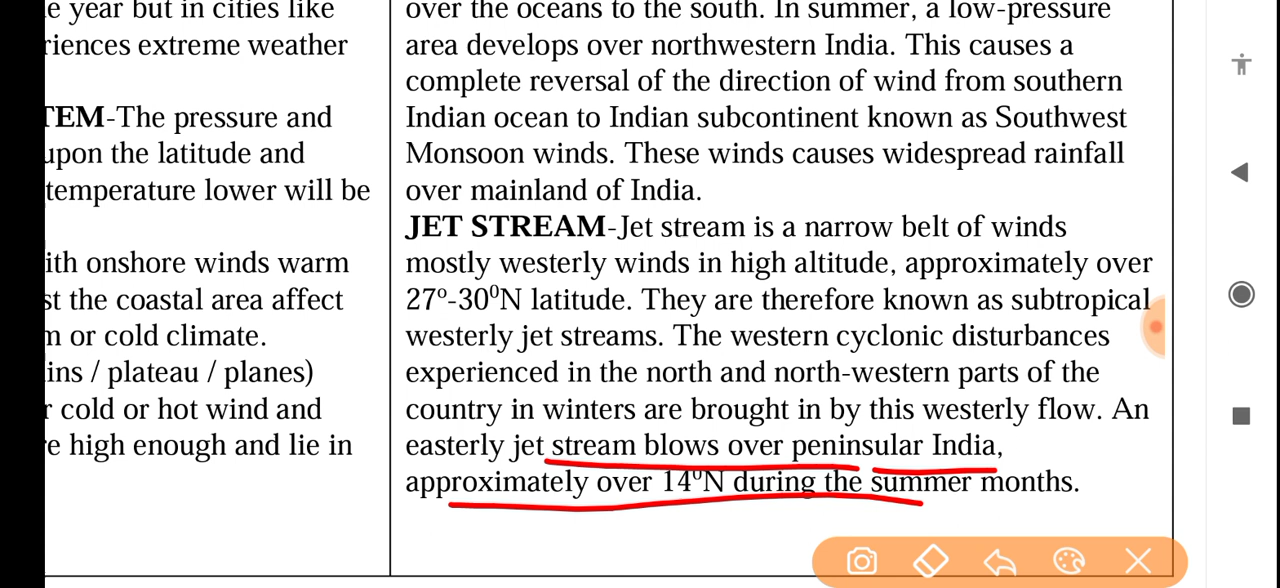 e year but in cities like
riences extreme weather
TEM-The pressure and
upon the latitude and
temperature lower will be
ith onshore winds warm
st the coastal area affect
m or cold climate.
ins / plateau / planes)
r cold or hot wind and
e high enough and lie in
over the oceans to the south. In summer, a low-pressure
area develops over northwestern India. This causes a
complete reversal of the direction of wind from southern
Indian ocean to Indian subcontinent known as Southwest
Monsoon winds. These winds causes widespread rainfall
over mainland of India.
JET STREAM-Jet stream is a narrow belt of winds
mostly westerly winds in high altitude, approximately over
27º-30⁰N latitude. They are therefore known as subtropical
westerly jet streams. The western cyclonic disturbances
experienced in the north and north-western parts of the
country in winters are brought in by this westerly flow. An
easterly jet stream blows over peninsular India,
approximately over 14⁰N during the summer months.